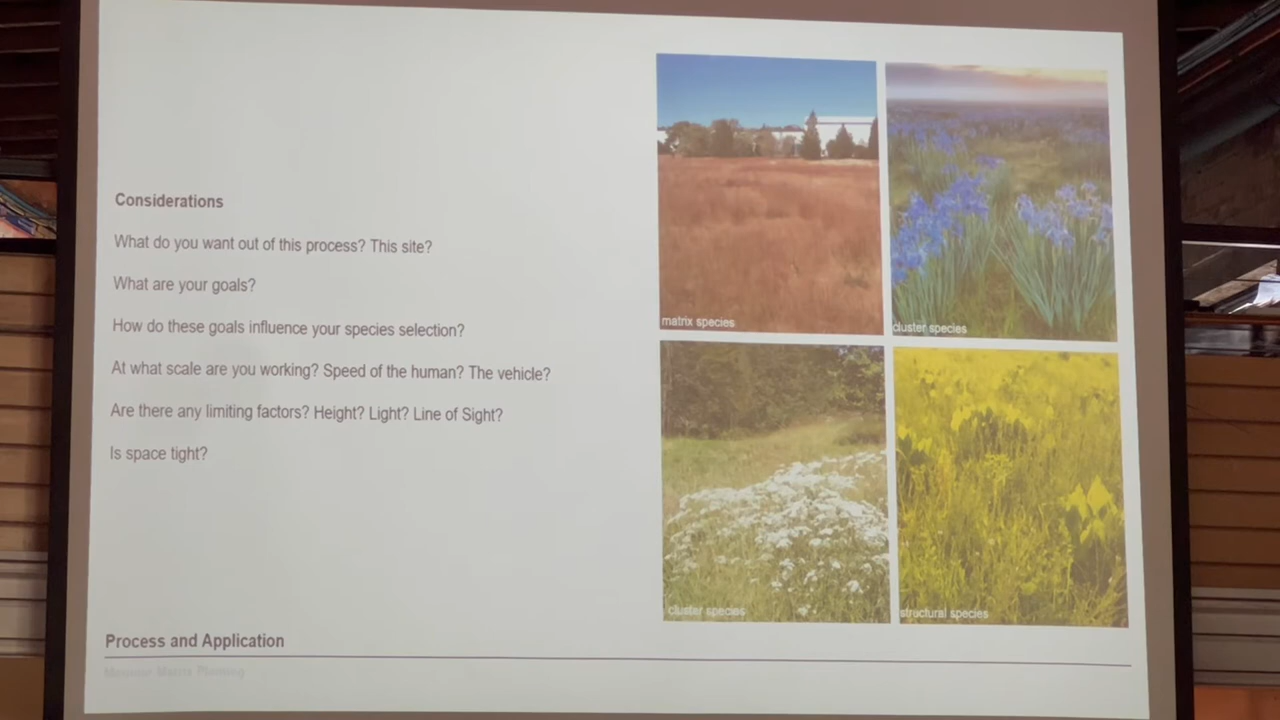 Considerations
What do you want out of this process? This site?
What are your goals?
How do these goals influence your species selection?
At what scale are you working? Speed of the human? The vehicle?
Are there any limiting factors? Height? Light? Line of Sight?
Is space tight?
matrix species
cluster species
cluster species
structural species
Process and Application
Planting